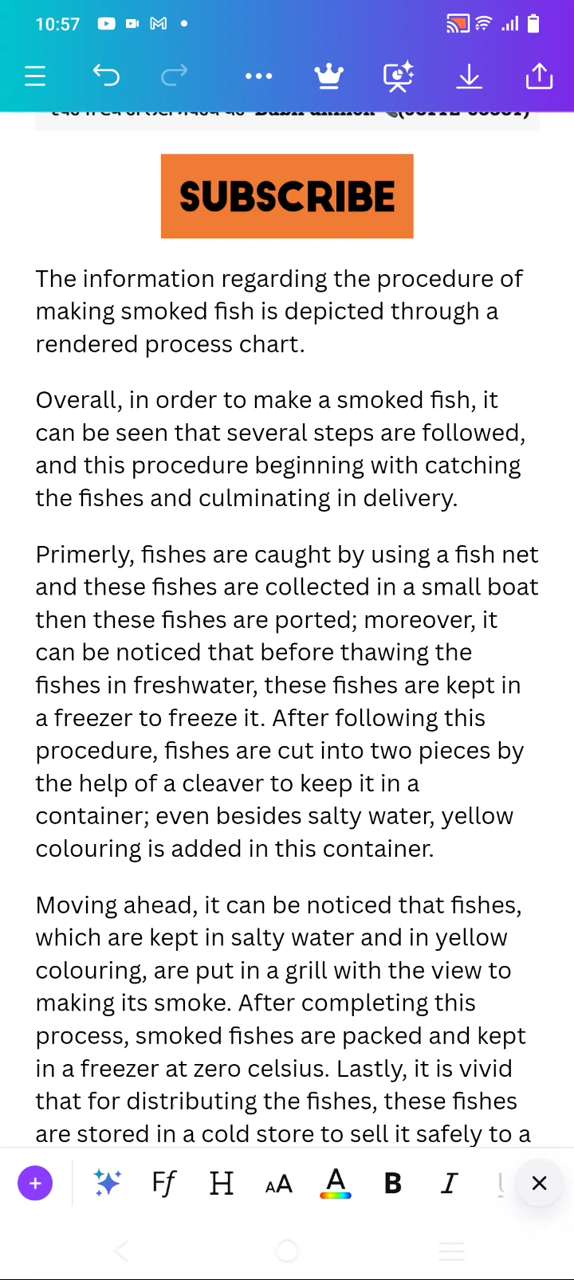 10:57
SUBSCRIBE
The information regarding the procedure of
making smoked fish is depicted through a
rendered process chart.
Overall, in order to make a smoked fish, it
can be seen that several steps are followed,
and this procedure beginning with catching
the fishes and culminating in delivery.
Primerly, fishes are caught by using a fish net
and these fishes are collected in a small boat
then these fishes are ported; moreover, it
can be noticed that before thawing the
fishes in freshwater, these fishes are kept in
a freezer to freeze it. After following this
procedure, fishes are cut into two pieces by
the help of a cleaver to keep it in a
container; even besides salty water, yellow
colouring is added in this container.
Moving ahead, it can be noticed that fishes,
which are kept in salty water and in yellow
colouring, are put in a grill with the view to
making its smoke. After completing this
process, smoked fishes are packed and kept
in a freezer at zero celsius. Lastly, it is vivid
that for distributing the fishes, these fishes
are stored in a cold store to sell it safely to a
Ff H AA A B I